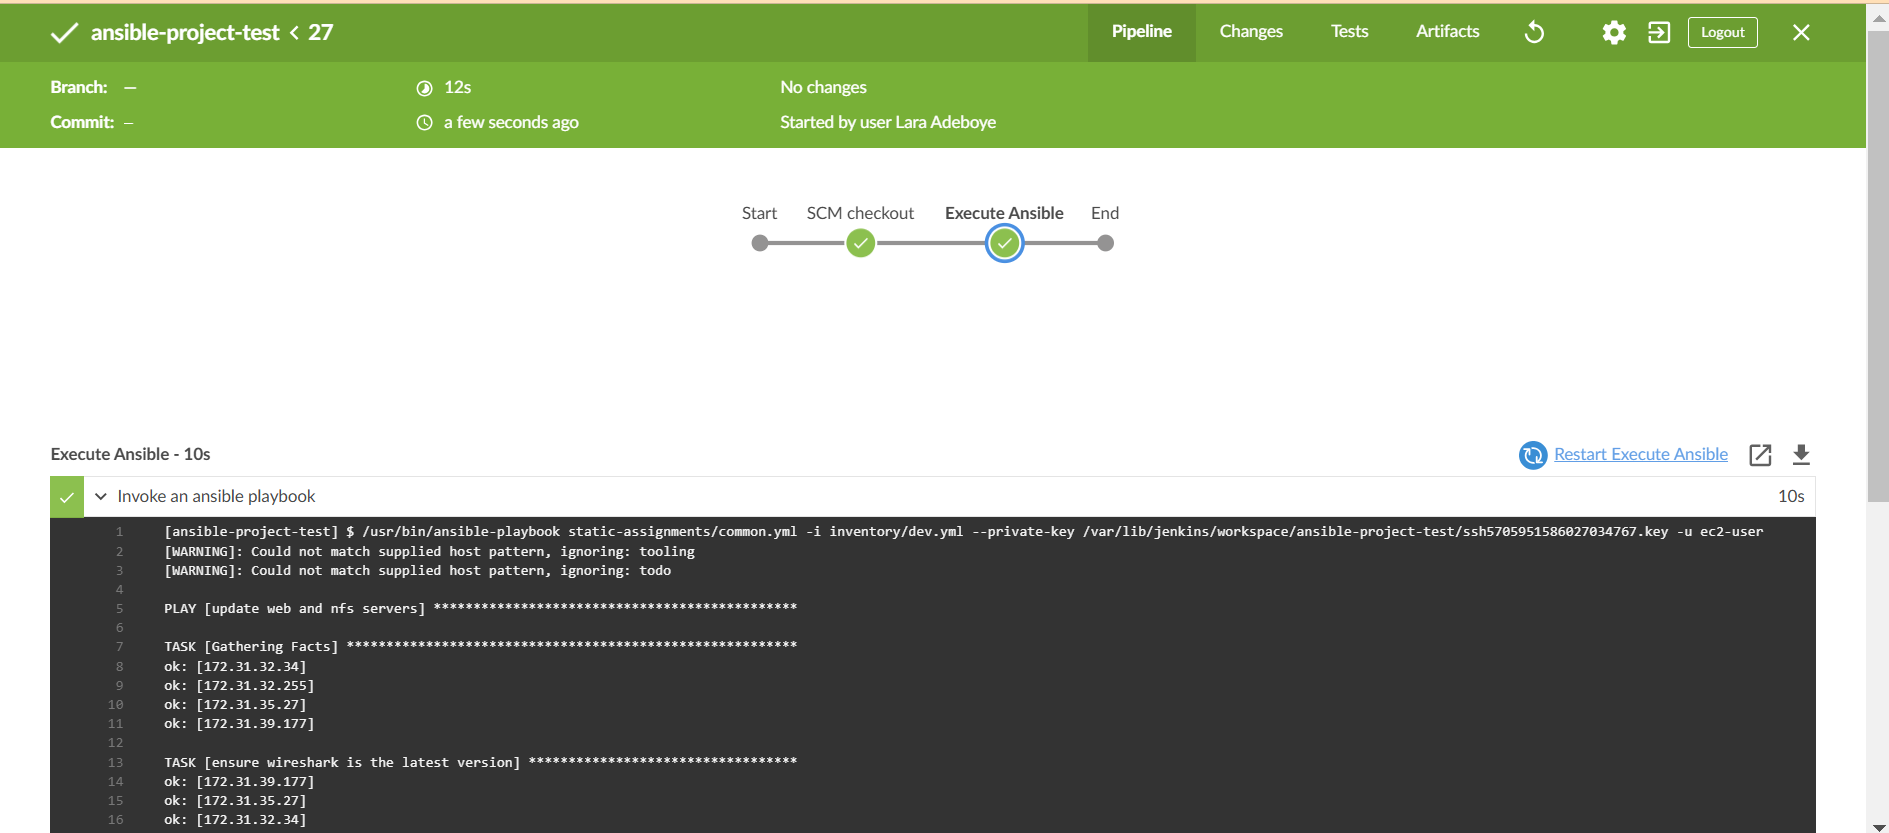 ansible-project-test < 27
Pipeline
Changes
Tests
Artifacts
Logout
Branch: —
12s
No changes
Commit: –
a few seconds ago
Started by user Lara Adeboye
Start
SCM checkout
Execute Ansible
End
Execute Ansible - 10s
Restart Execute Ansible
Invoke an ansible playbook
10s
1 [ansible-project-test] $ /usr/bin/ansible-playbook static-assignments/common.yml -i inventory/dev.yml --private-key /var/lib/jenkins/workspace/ansible-project-test/ssh5705951586027034767.key -u ec2-user
2 [WARNING]: Could not match supplied host pattern, ignoring: tooling
3 [WARNING]: Could not match supplied host pattern, ignoring: todo
4
5 PLAY [update web and nfs servers] **********************************************
6
7 TASK [Gathering Facts] *********************************************************
8 ok: [172.31.32.34]
9 ok: [172.31.32.255]
10 ok: [172.31.35.27]
11 ok: [172.31.39.177]
12
13 TASK [ensure wireshark is the latest version] **********************************
14 ok: [172.31.39.177]
15 ok: [172.31.35.27]
16 ok: [172.31.32.34]